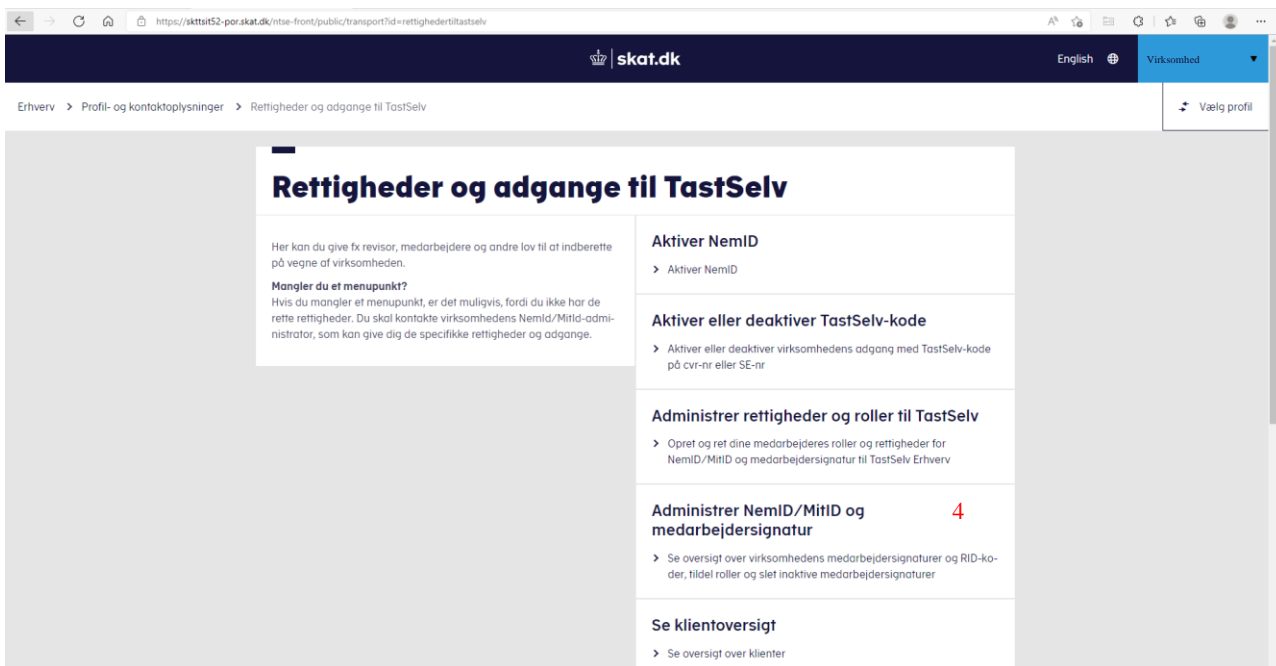 https://skttsit52-por.skat.dk/ntse-front/public/transport?id=rettighedertiltastselv
skat.dk
English
Virksomhed
Erhverv > Profil- og kontaktoplysninger > Rettigheder og adgange til TastSelv
Vælg profil
Rettigheder og adgange til TastSelv
Her kan du give fx revisor, medarbejdere og andre lov til at indberette
på vegne af virksomheden.
Mangler du et menupunkt?
Hvis du mangler et menupunkt, er det muligvis, fordi du ikke har de
rette rettigheder. Du skal kontakte virksomhedens NemId/MitId-admi-
nistrator, som kan give dig de specifikke rettigheder og adgange.
Aktiver NemID
> Aktiver NemID
Aktiver eller deaktiver TastSelv-kode
> Aktiver eller deaktiver virksomhedens adgang med TastSelv-kode
på cvr-nr eller SE-nr
Administrer rettigheder og roller til TastSelv
> Opret og ret dine medarbejderes roller og rettigheder for
NemID/MitID og medarbejdersignatur til TastSelv Erhverv
Administrer NemID/MitID og
medarbejdersignatur
4
> Se oversigt over virksomhedens medarbejdersignaturer og RID-ko-
der, tildel roller og slet inaktive medarbejdersignaturer
Se klientoversigt
> Se oversigt over klienter